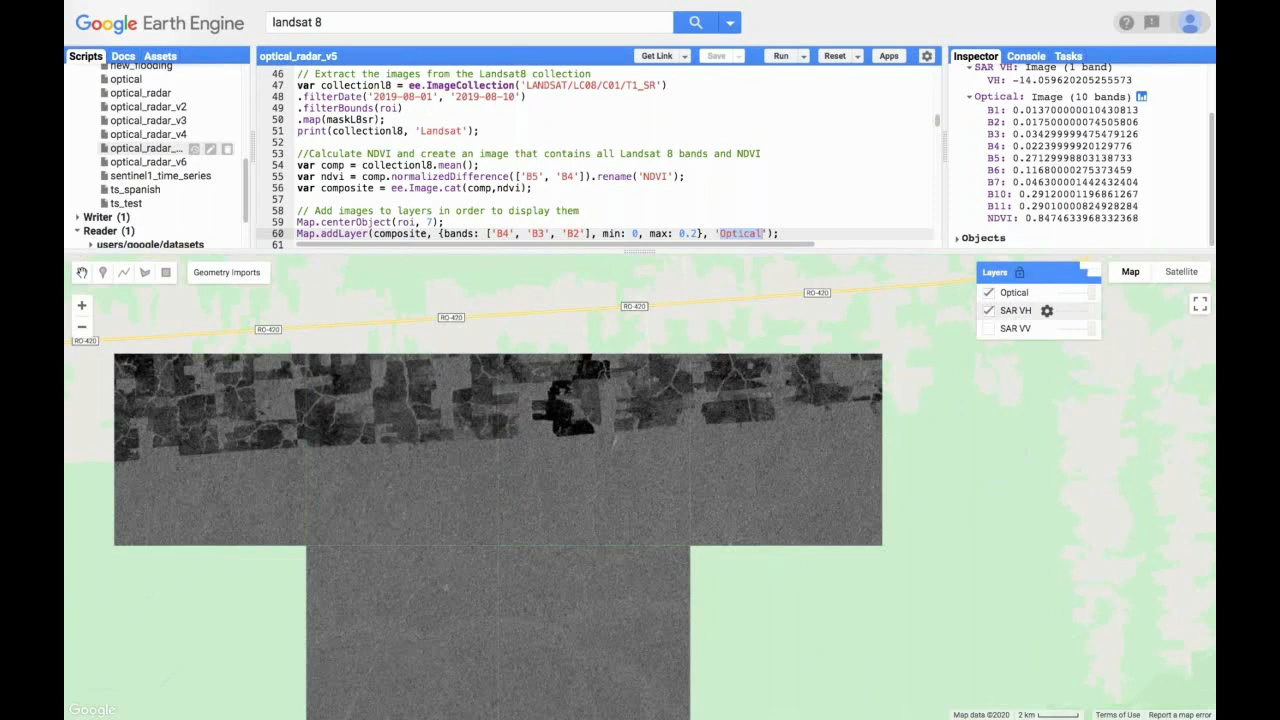 Google Earth Engine
landsat 8
Scripts Docs Assets
new_flooding
optical
optical_radar
optical_radar_v2
optical_radar_v3
optical_radar_v4
optical_radar_...
optical_radar_v6
sentinel1_time_series
ts_spanish
ts_test
Writer (1)
Reader (1)
users/google/datasets
optical_radar_v5
Get Link Save Run Reset Apps
46 // Extract the images from the Landsat8 collection
47 var collectionl8 = ee.ImageCollection('LANDSAT/LC08/C01/T1_SR')
48 .filterDate('2019-08-01', '2019-08-10')
49 .filterBounds(roi)
50 .map(maskL8sr);
51 print(collectionl8, 'Landsat');
52
53 //Calculate NDVI and create an image that contains all Landsat 8 bands and NDVI
54 var comp = collectionl8.mean();
55 var ndvi = comp.normalizedDifference(['B5', 'B4']).rename('NDVI');
56 var composite = ee.Image.cat(comp,ndvi);
57
58 // Add images to layers in order to display them
59 Map.centerObject(roi, 7);
60 Map.addLayer(composite, {bands: ['B4', 'B3', 'B2'], min: 0, max: 0.2}, 'Optical');
61
Inspector Console Tasks
SAR VH: Image (1 band)
VH: -14.059620205255573
Optical: Image (10 bands)
B1: 0.013700000010430813
B2: 0.017500000074505806
B3: 0.034299999475479126
B4: 0.02239999920129776
B5: 0.27129998803138733
B6: 0.11680000275373459
B7: 0.04630001442432404
B10: 0.29120001196861267
B11: 0.29010000824928284
NDVI: 0.8474633968332368
Objects
Geometry Imports
Layers
Optical
SAR VH
SAR VV
Map Satellite
+
−
RO-420
RO-420
RO-420
RO-420
RO-420
Google
Map data ©2020 2 km Terms of Use Report a map error